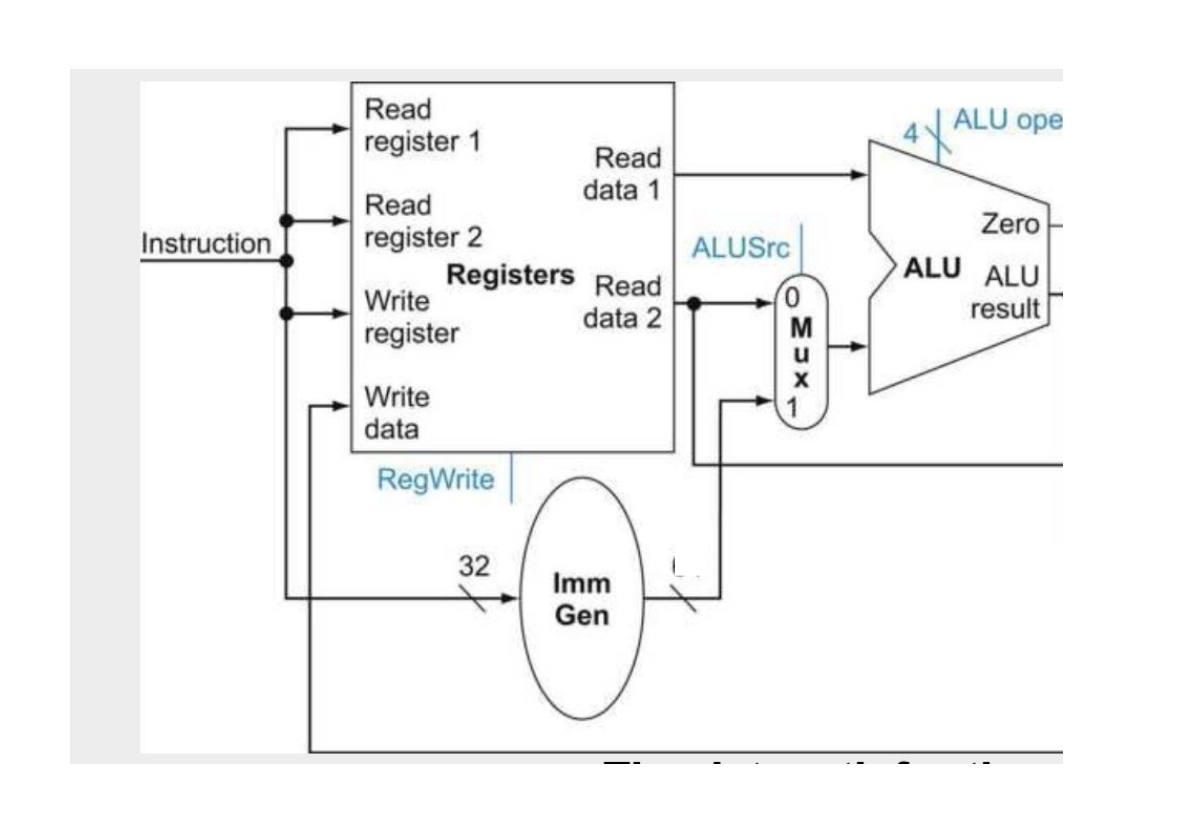 Read
register 1
Read
data 1
4
ALU ope
Read
register 2
Instruction
Zero
ALUSrc
Registers
ALU
ALU
result
Read
data 2
0
M
u
x
1
Write
register
Write
data
RegWrite
32
Imm
Gen